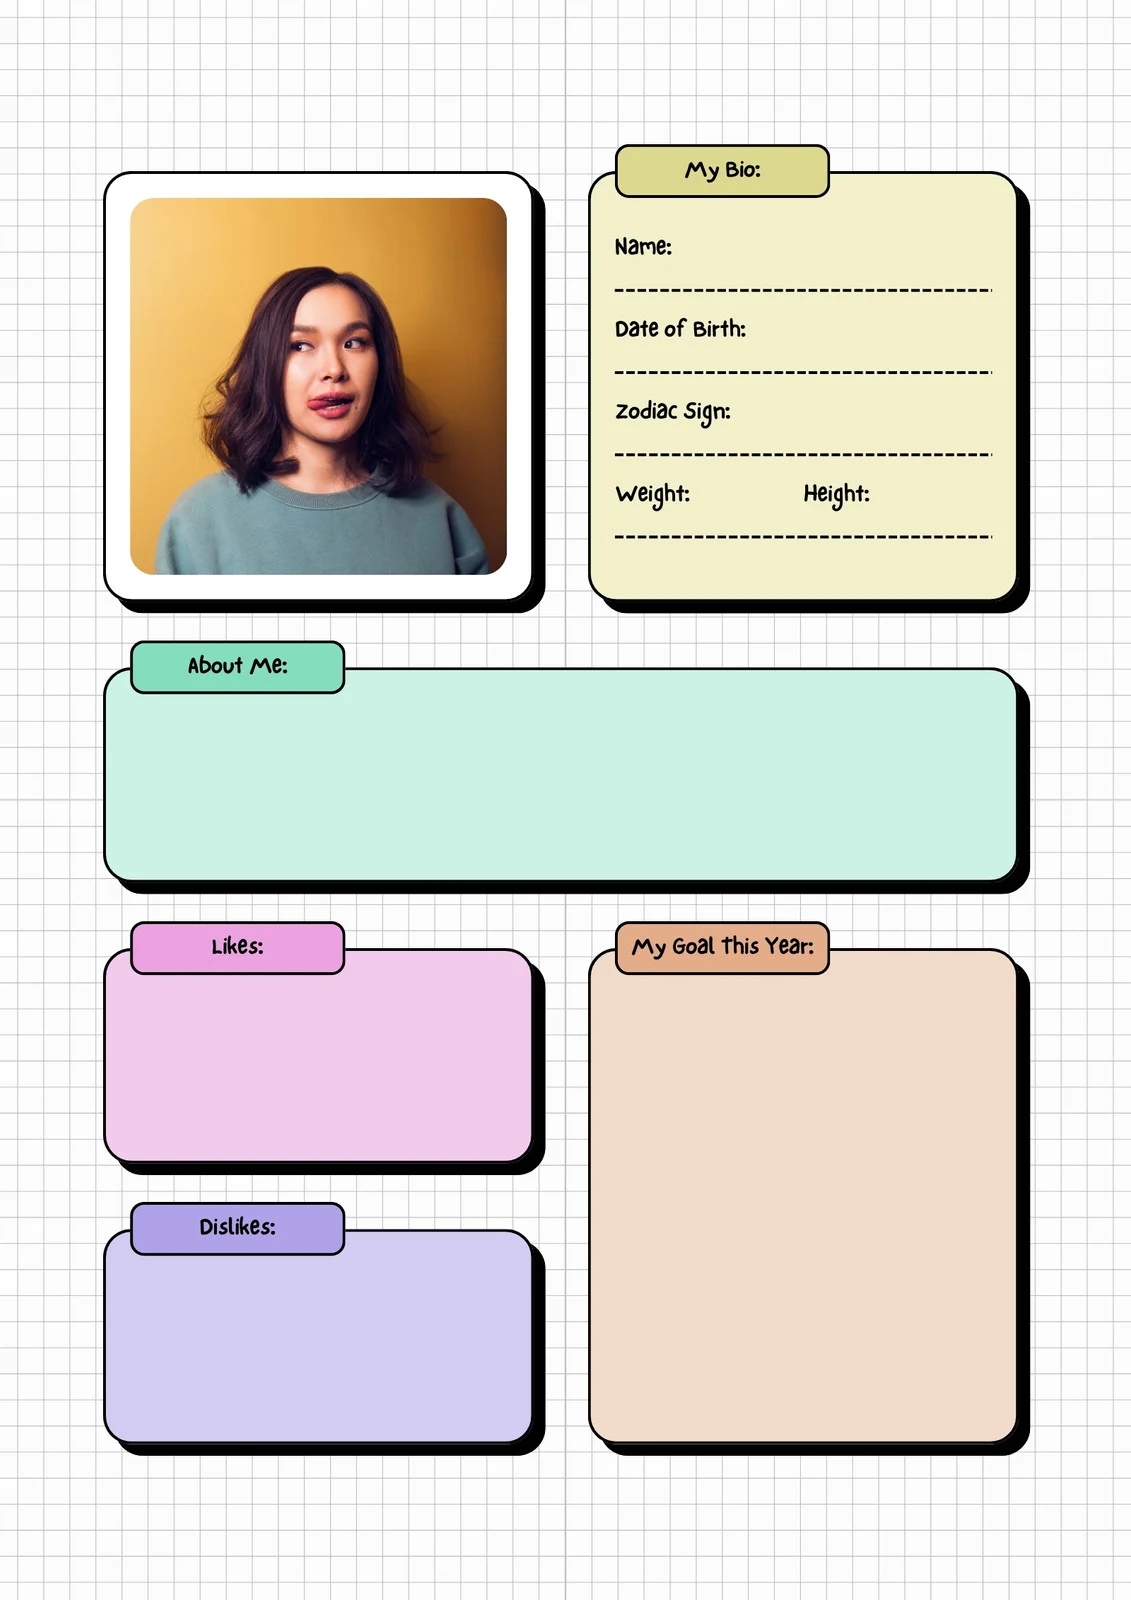 My Bio:
Name:
Date of Birth:
Zodiac Sign:
Weight: Height:
About Me:
Likes:
My Goal This Year:
Dislikes: